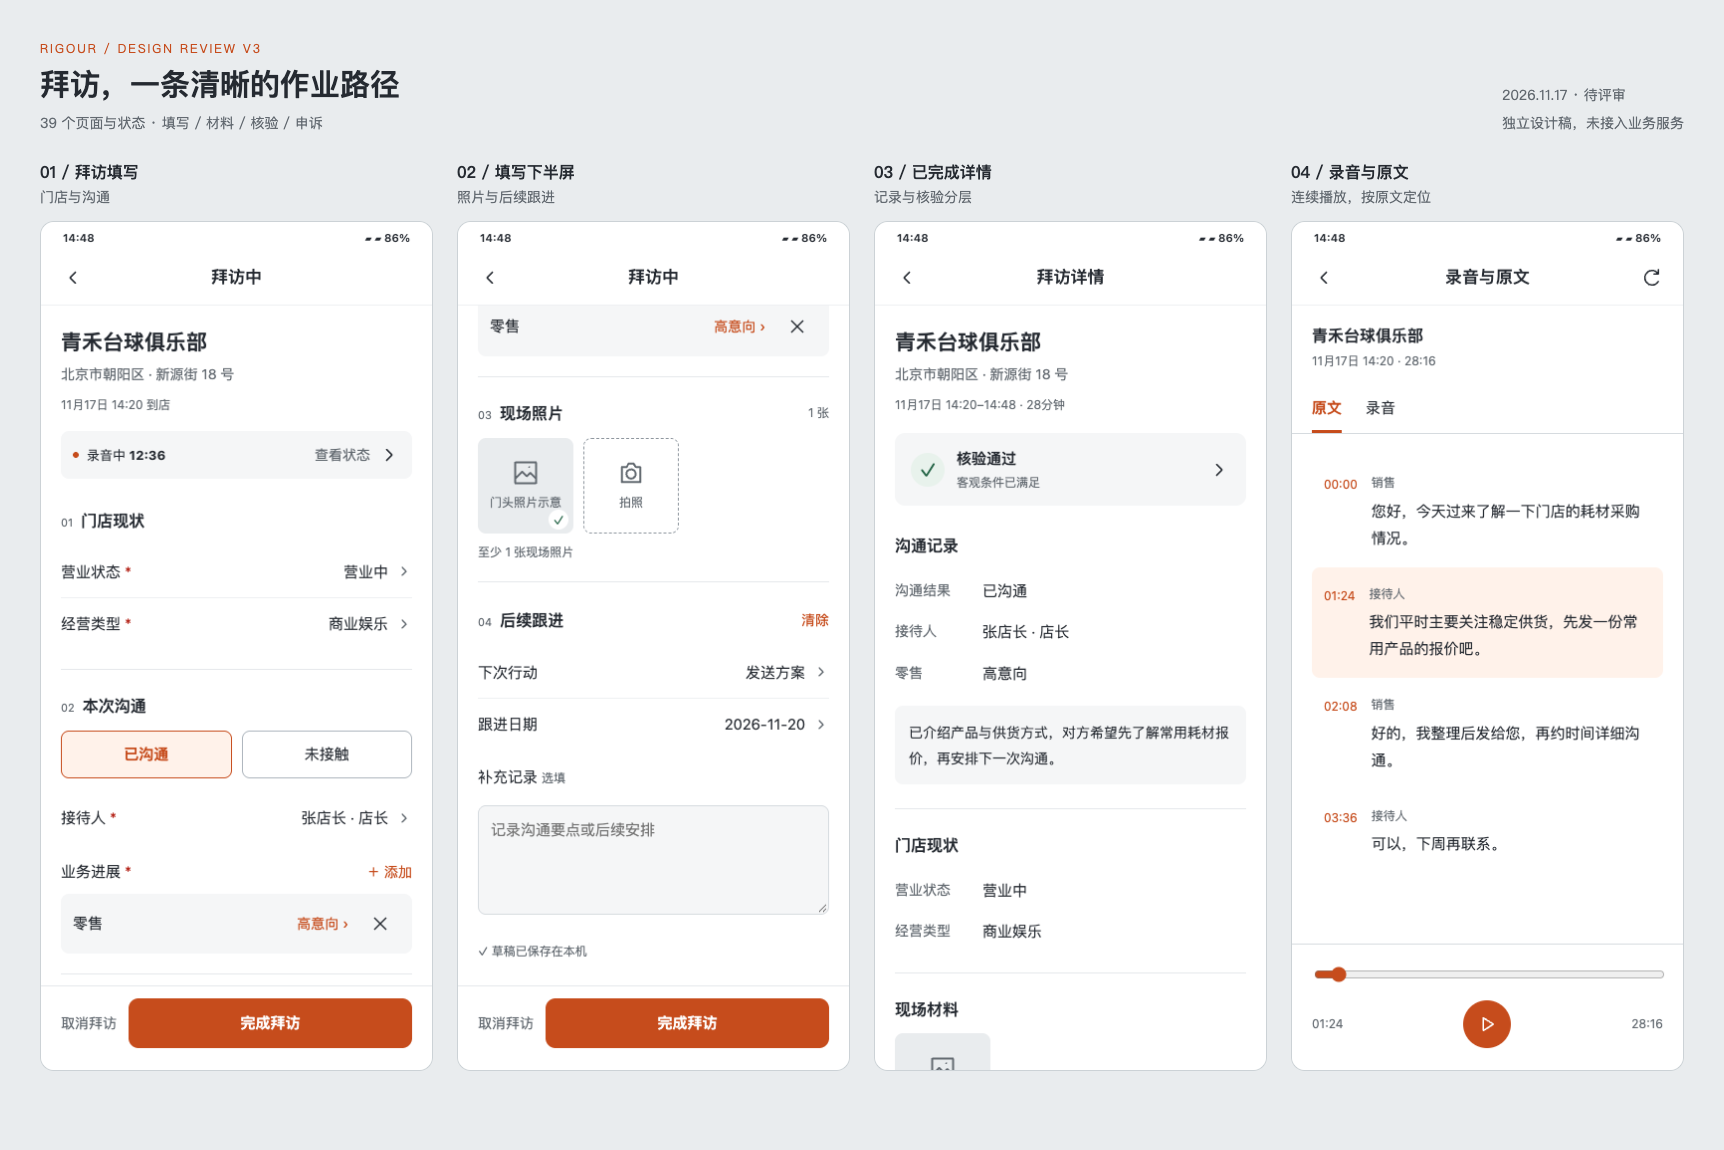 RIGOUR / DESIGN REVIEW V3
拜访，一条清晰的作业路径
39 个页面与状态 · 填写 / 材料 / 核验 / 申诉
2026.11.17 · 待评审
独立设计稿，未接入业务服务
01 / 拜访填写
门店与沟通
14:48
86%
拜访中
青禾台球俱乐部
北京市朝阳区 · 新源街 18 号
11月17日 14:20 到店
录音中 12:36
查看状态
01 门店现状
营业状态 *
营业中
经营类型 *
商业娱乐
02 本次沟通
已沟通
未接触
接待人 *
张店长 · 店长
业务进展 *
+ 添加
零售
高意向 ›
取消拜访
完成拜访
02 / 填写下半屏
照片与后续跟进
14:48
86%
拜访中
零售
高意向 ›
03 现场照片
1 张
门头照片示意
拍照
至少 1 张现场照片
04 后续跟进
清除
下次行动
发送方案
跟进日期
2026-11-20
补充记录 选填
记录沟通要点或后续安排
✓ 草稿已保存在本机
取消拜访
完成拜访
03 / 已完成详情
记录与核验分层
14:48
86%
拜访详情
青禾台球俱乐部
北京市朝阳区 · 新源街 18 号
11月17日 14:20–14:48 · 28分钟
核验通过
客观条件已满足
沟通记录
沟通结果
已沟通
接待人
张店长 · 店长
零售
高意向
已介绍产品与供货方式，对方希望先了解常用耗材报
价，再安排下一次沟通。
门店现状
营业状态
营业中
经营类型
商业娱乐
现场材料
04 / 录音与原文
连续播放，按原文定位
14:48
86%
录音与原文
青禾台球俱乐部
11月17日 14:20 · 28:16
原文
录音
00:00
销售
您好，今天过来了解一下门店的耗材采购
情况。
01:24
接待人
我们平时主要关注稳定供货，先发一份常
用产品的报价吧。
02:08
销售
好的，我整理后发给您，再约时间详细沟
通。
03:36
接待人
可以，下周再联系。
01:24
28:16